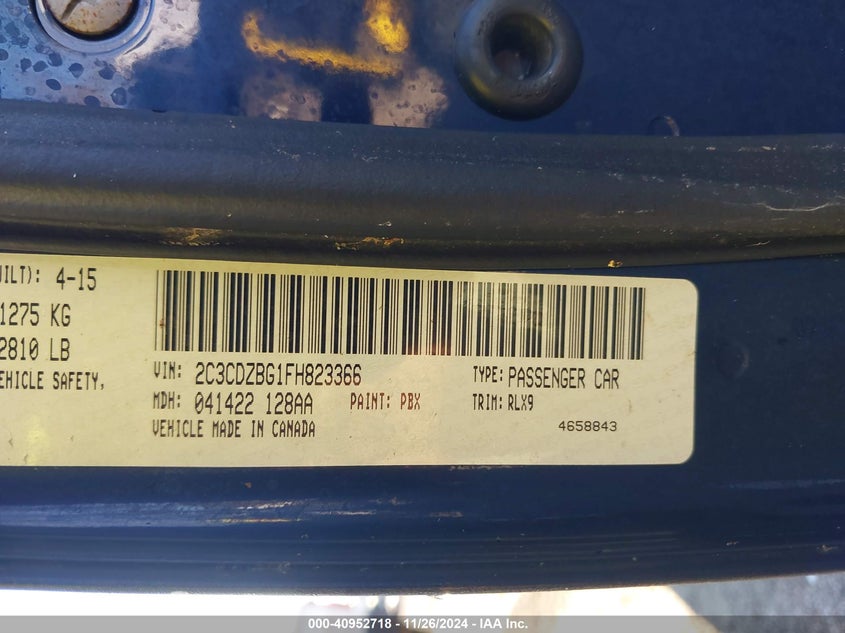 UILT): 4-15
1275 KG
2810 LB
EHICLE SAFETY,
VIN: 2C3CDZBG1FH823366
TYPE: PASSENGER CAR
MDH: 041422 128AA
PAINT: PBX
TRIM: RLX9
VEHICLE MADE IN CANADA
4658843
000-40952718 - 11/26/2024 - IAA Inc.